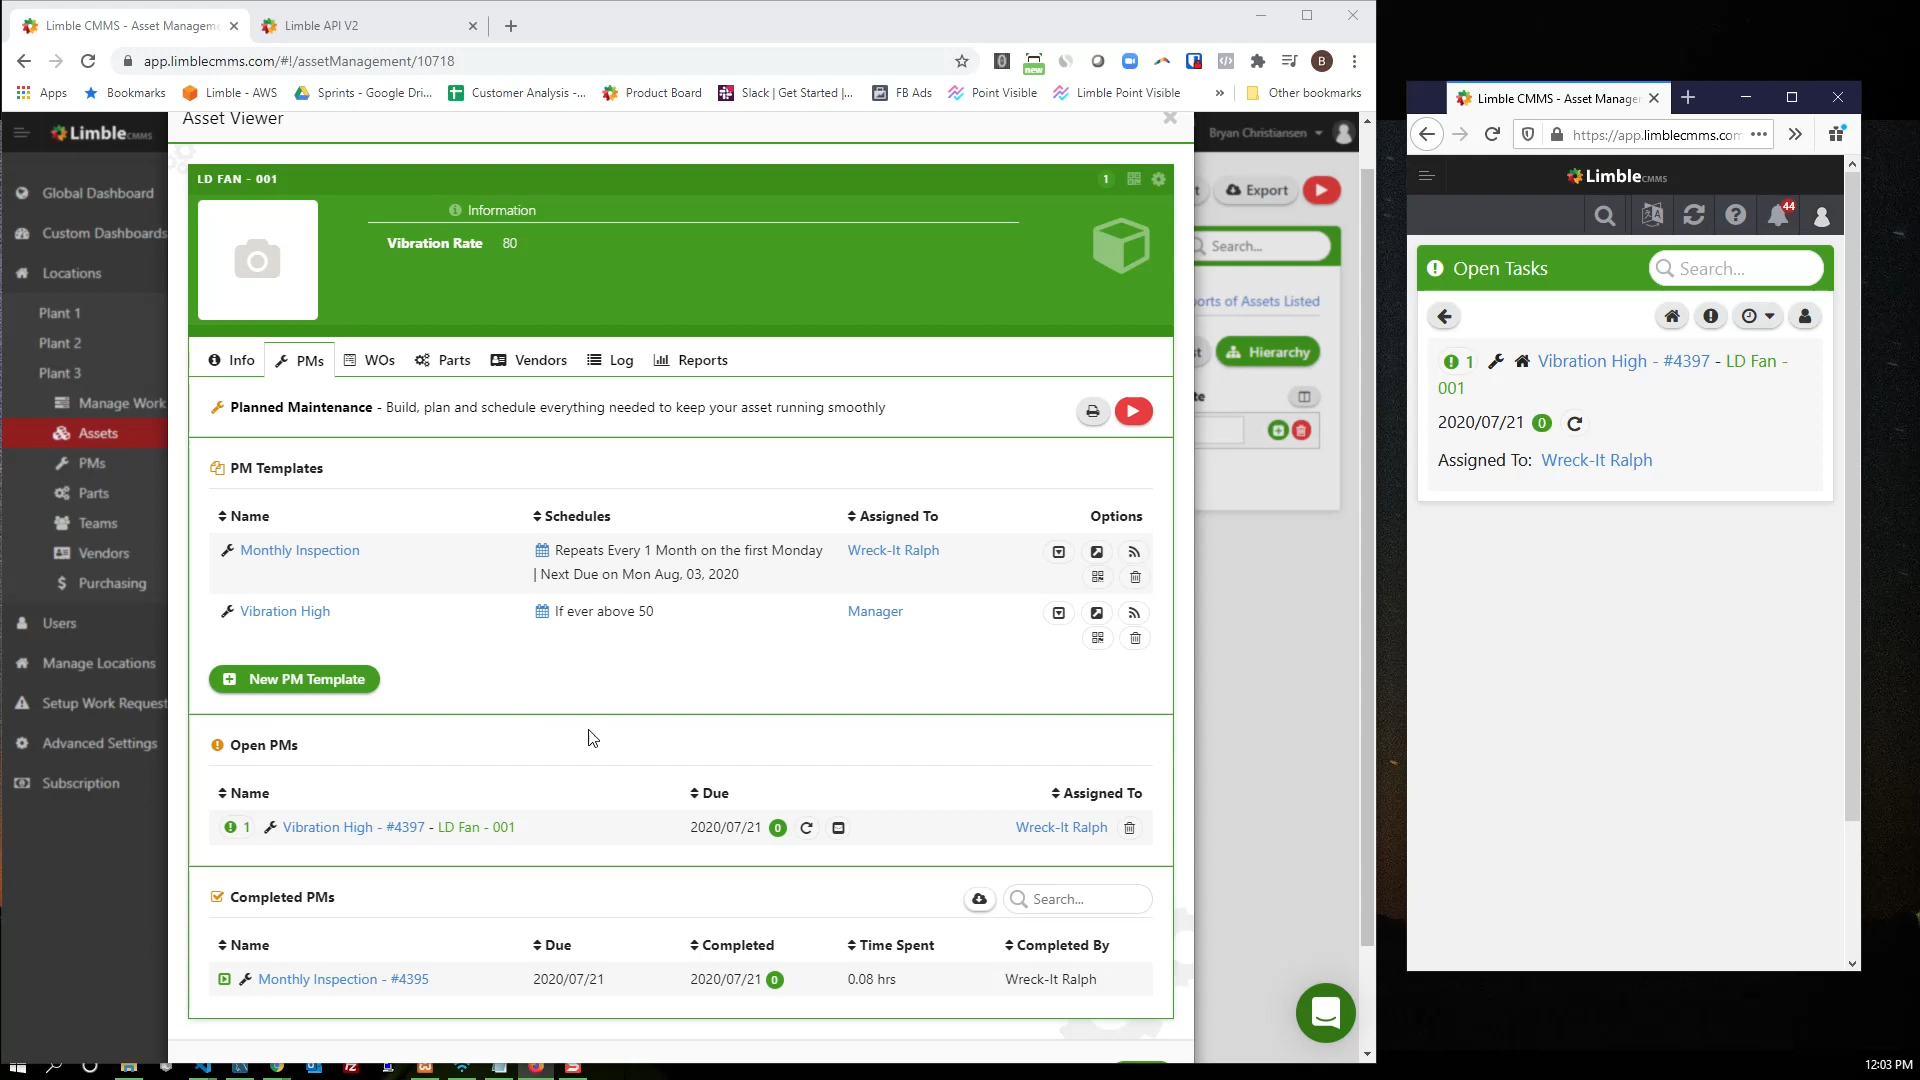 Limble CMMS - Asset Manageme
Limble API V2
app.limblecmms.com/#!/assetManagement/10718
new
B
Apps
Bookmarks
Limble - AWS
Sprints - Google Dri...
Customer Analysis -...
Product Board
Slack | Get Started |...
FB Ads
Point Visible
Limble Point Visible
»
Other bookmarks
LimbleCMMS
Global Dashboard
Custom Dashboards
Locations
Plant 1
Plant 2
Plant 3
Manage Work
Assets
PMs
Parts
Teams
Vendors
Purchasing
Users
Manage Locations
Setup Work Request
Advanced Settings
Subscription
Asset Viewer
LD FAN - 001
1
Information
Vibration Rate 80
Info
PMs
WOs
Parts
Vendors
Log
Reports
Planned Maintenance - Build, plan and schedule everything needed to keep your asset running smoothly
PM Templates
Name Schedules Assigned To Options
Monthly Inspection Repeats Every 1 Month on the first Monday Wreck-It Ralph
| Next Due on Mon Aug, 03, 2020
Vibration High If ever above 50 Manager
New PM Template
Open PMs
Name Due Assigned To
1 Vibration High - #4397 - LD Fan - 001 2020/07/21 0 Wreck-It Ralph
Completed PMs
Search...
Name Due Completed Time Spent Completed By
Monthly Inspection - #4395 2020/07/21 2020/07/21 0 0.08 hrs Wreck-It Ralph
Bryan Christiansen
Export
Search...
orts of Assets Listed
Hierarchy
te
Limble CMMS - Asset Manager
https://app.limblecmms.com
LimbleCMMS
44
Open Tasks
Search...
1 Vibration High - #4397 - LD Fan -
001
2020/07/21 0
Assigned To: Wreck-It Ralph
12:03 PM